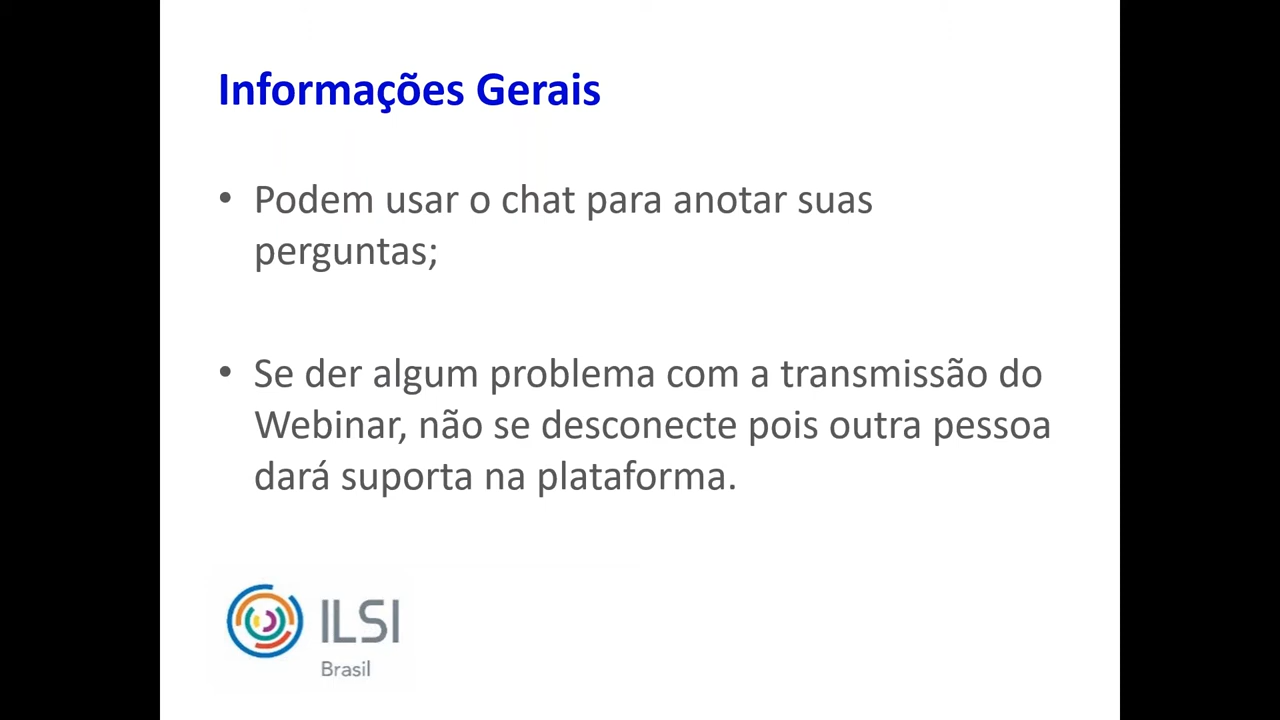 Informações Gerais
• Podem usar o chat para anotar suas
perguntas;
• Se der algum problema com a transmissão do
Webinar, não se desconecte pois outra pessoa
dará suporta na plataforma.
ILSI
Brasil